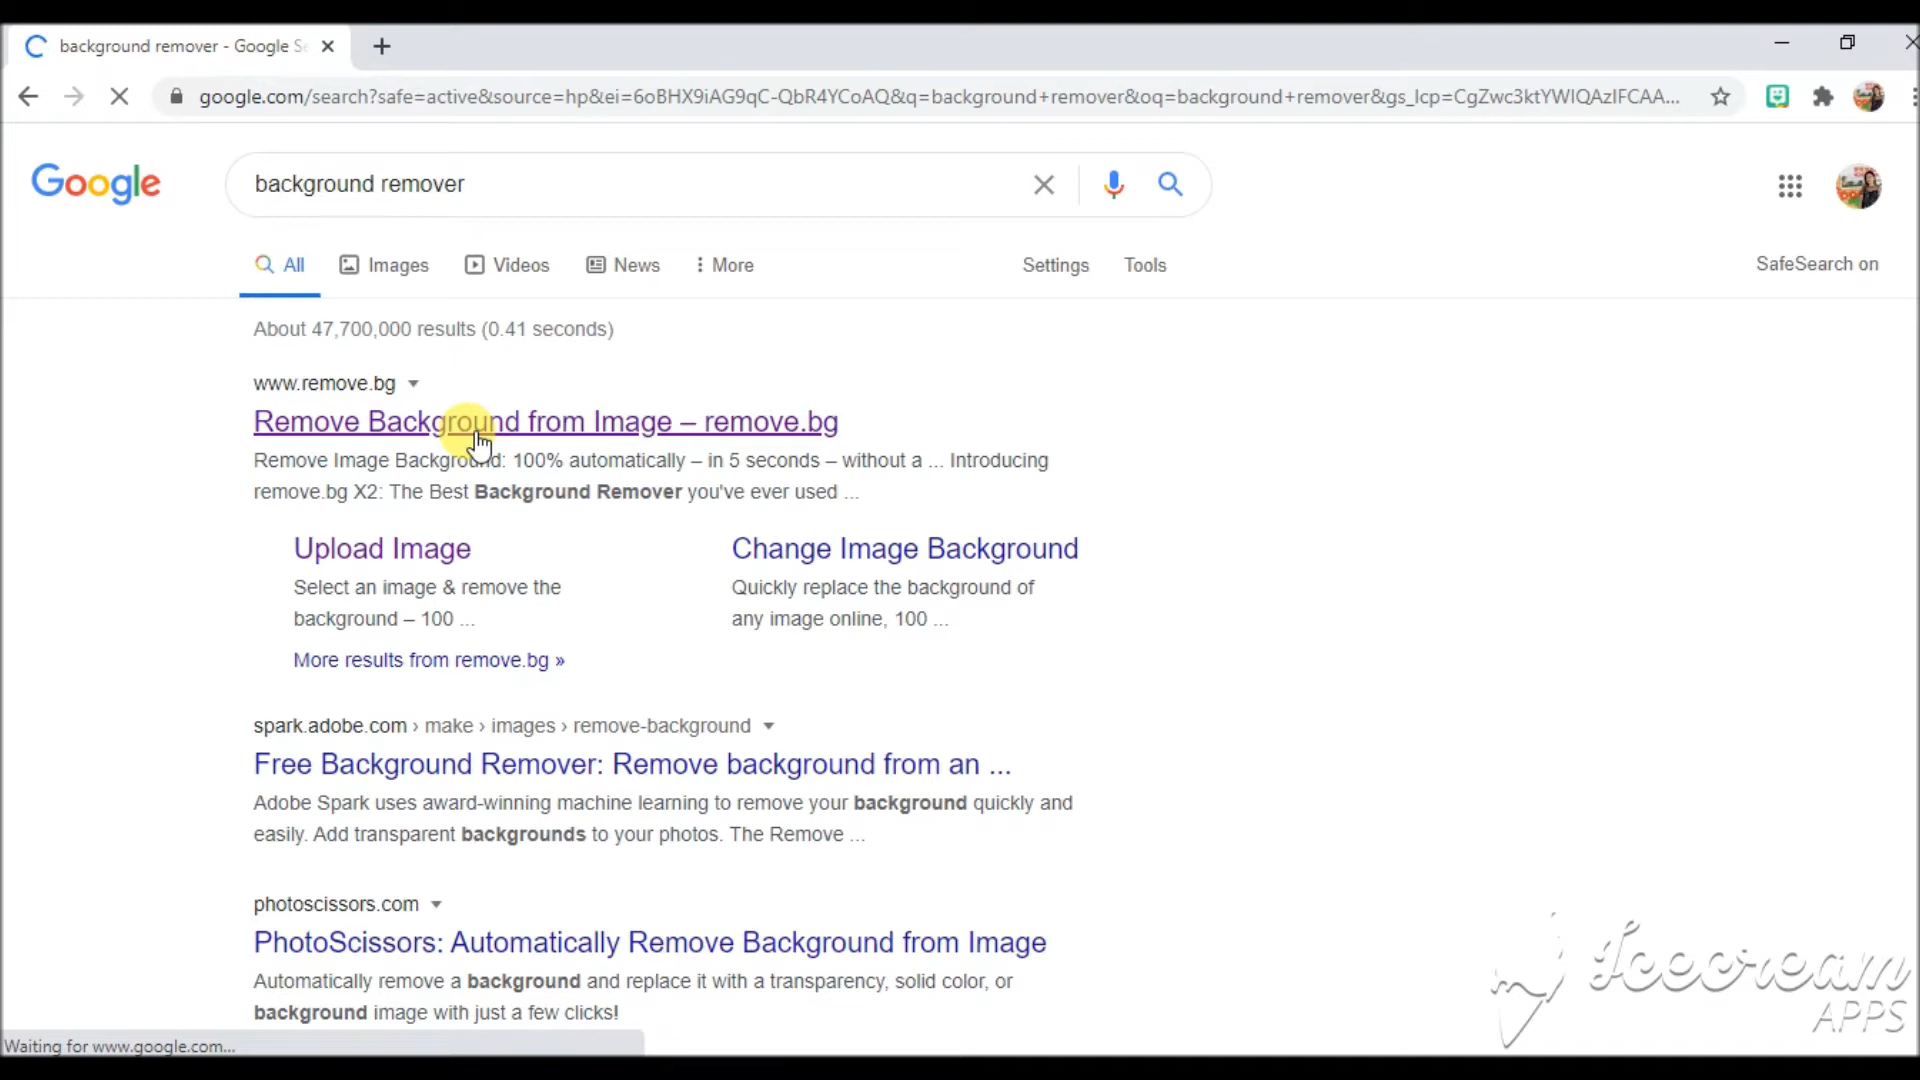 background remover - Google Se
google.com/search?safe=active&source=hp&ei=6oBHX9iAG9qC-QbR4YCoAQ&q=background+remover&oq=background+remover&gs_lcp=CgZwc3ktYWIQAzIFCAA...
Google
background remover
All Images Videos News More Settings Tools SafeSearch on
About 47,700,000 results (0.41 seconds)
www.remove.bg
Remove Background from Image – remove.bg
Remove Image Background: 100% automatically – in 5 seconds – without a ... Introducing
remove.bg X2: The Best Background Remover you've ever used ...
Upload Image
Select an image & remove the
background – 100 ...
Change Image Background
Quickly replace the background of
any image online, 100 ...
More results from remove.bg »
spark.adobe.com › make › images › remove-background
Free Background Remover: Remove background from an ...
Adobe Spark uses award-winning machine learning to remove your background quickly and
easily. Add transparent backgrounds to your photos. The Remove ...
photoscissors.com
PhotoScissors: Automatically Remove Background from Image
Automatically remove a background and replace it with a transparency, solid color, or
background image with just a few clicks!
Waiting for www.google.com...
Icecream
APPS